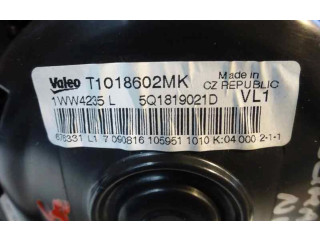 Valeo T1018602MK Made in
CZ REPUBLIC
1WW4235 L 5Q1819021D VL1
676331 L1 7 090816 105951 1010 K:04 000 2-1-1